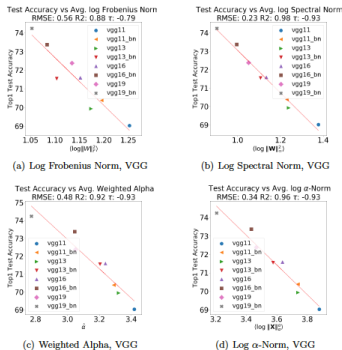 Test Accuracy vs Avg. log Frobenius Norm
RMSE: 0.56 R2: 0.88 τ: -0.79
Top1 Test Accuracy
74
73
72
71
70
69
vgg11
vgg11_bn
vgg13
vgg13_bn
vgg16
vgg16_bn
vgg19
vgg19_bn
1.05 1.10 1.15 1.20 1.25
(a) Log Frobenius Norm, VGG
Test Accuracy vs Avg. log Spectral Norm
RMSE: 0.23 R2: 0.98 τ: -0.93
Top1 Test Accuracy
74
73
72
71
70
69
vgg11
vgg11_bn
vgg13
vgg13_bn
vgg16
vgg16_bn
vgg19
vgg19_bn
1.0 1.2 1.4
(b) Log Spectral Norm, VGG
Test Accuracy vs Avg. Weighted Alpha
RMSE: 0.48 R2: 0.92 τ: -0.93
Top1 Test Accuracy
75
74
73
72
71
70
69
vgg11
vgg11_bn
vgg13
vgg13_bn
vgg16
vgg16_bn
vgg19
vgg19_bn
2.8 3.0 3.2 3.4
α̂
(c) Weighted Alpha, VGG
Test Accuracy vs Avg. log α-Norm
RMSE: 0.34 R2: 0.96 τ: -0.93
Top1 Test Accuracy
74
73
72
71
70
69
vgg11
vgg11_bn
vgg13
vgg13_bn
vgg16
vgg16_bn
vgg19
vgg19_bn
3.2 3.4 3.6 3.8
(d) Log α-Norm, VGG